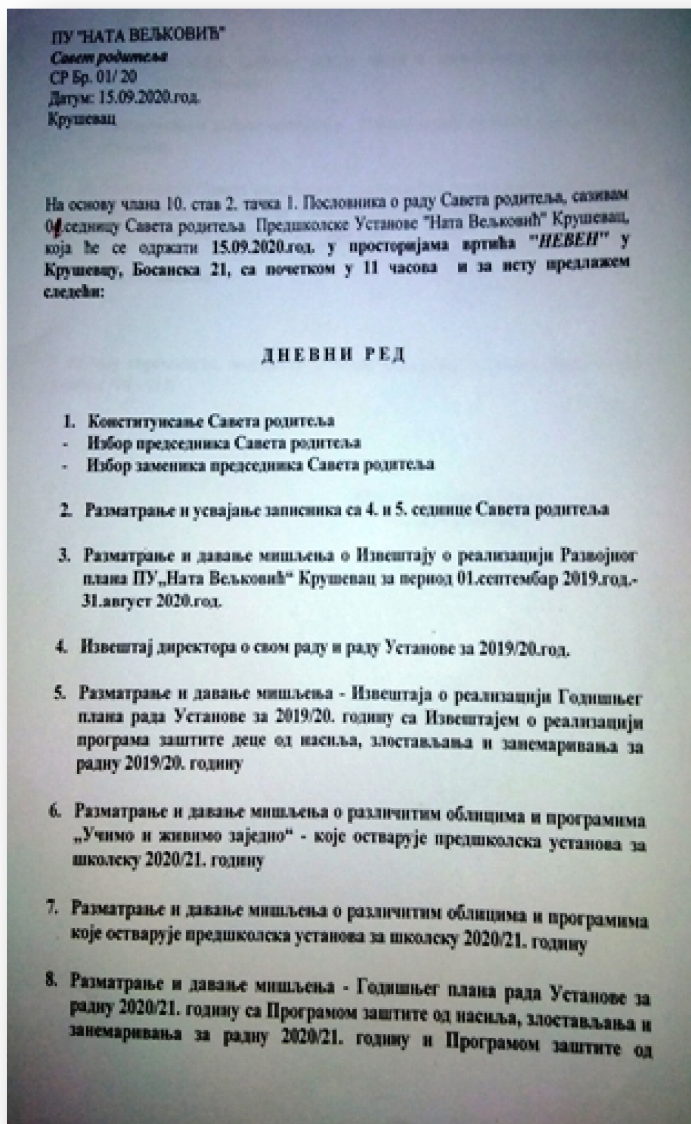 ПУ "НАТА ВЕЉКОВИЋ"
Савет родитеља
СР Бр. 01/ 20
Датум: 15.09.2020.год.
Крушевац
На основу члана 10. став 2. тачка 1. Пословника о раду Савета родитеља, сазивам
01.седницу Савета родитеља Предшколске Установе "Ната Вељковић" Крушевац,
која ће се одржати 15.09.2020.год. у просторијама вртића "НЕВЕН" у
Крушевцу, Босанска 21, са почетком у 11 часова и за исту предлажем
следећи:
ДНЕВНИ РЕД
1. Конституисање Савета родитеља
- Избор председника Савета родитеља
- Избор заменика председника Савета родитеља
2. Разматрање и усвајање записника са 4. и 5. седнице Савета родитеља
3. Разматрање и давање мишљења о Извештају о реализацији Развојног
плана ПУ„Ната Вељковић“ Крушевац за период 01.септембар 2019.год.-
31.август 2020.год.
4. Извештај директора о свом раду и раду Установе за 2019/20.год.
5. Разматрање и давање мишљења - Извештаја о реализацији Годишњег
плана рада Установе за 2019/20. годину са Извештајем о реализацији
програма заштите деце од насиља, злостављања и занемаривања за
радну 2019/20. годину
6. Разматрање и давање мишљења о различитим облицима и програмима
„Учимо и живимо заједно“ - које остварује предшколска установа за
школску 2020/21. годину
7. Разматрање и давање мишљења о различитим облицима и програмима
које остварује предшколска установа за школску 2020/21. годину
8. Разматрање и давање мишљења - Годишњег плана рада Установе за
радну 2020/21. годину са Програмом заштите од насиља, злостављања и
занемаривања за радну 2020/21. годину и Програмом заштите од